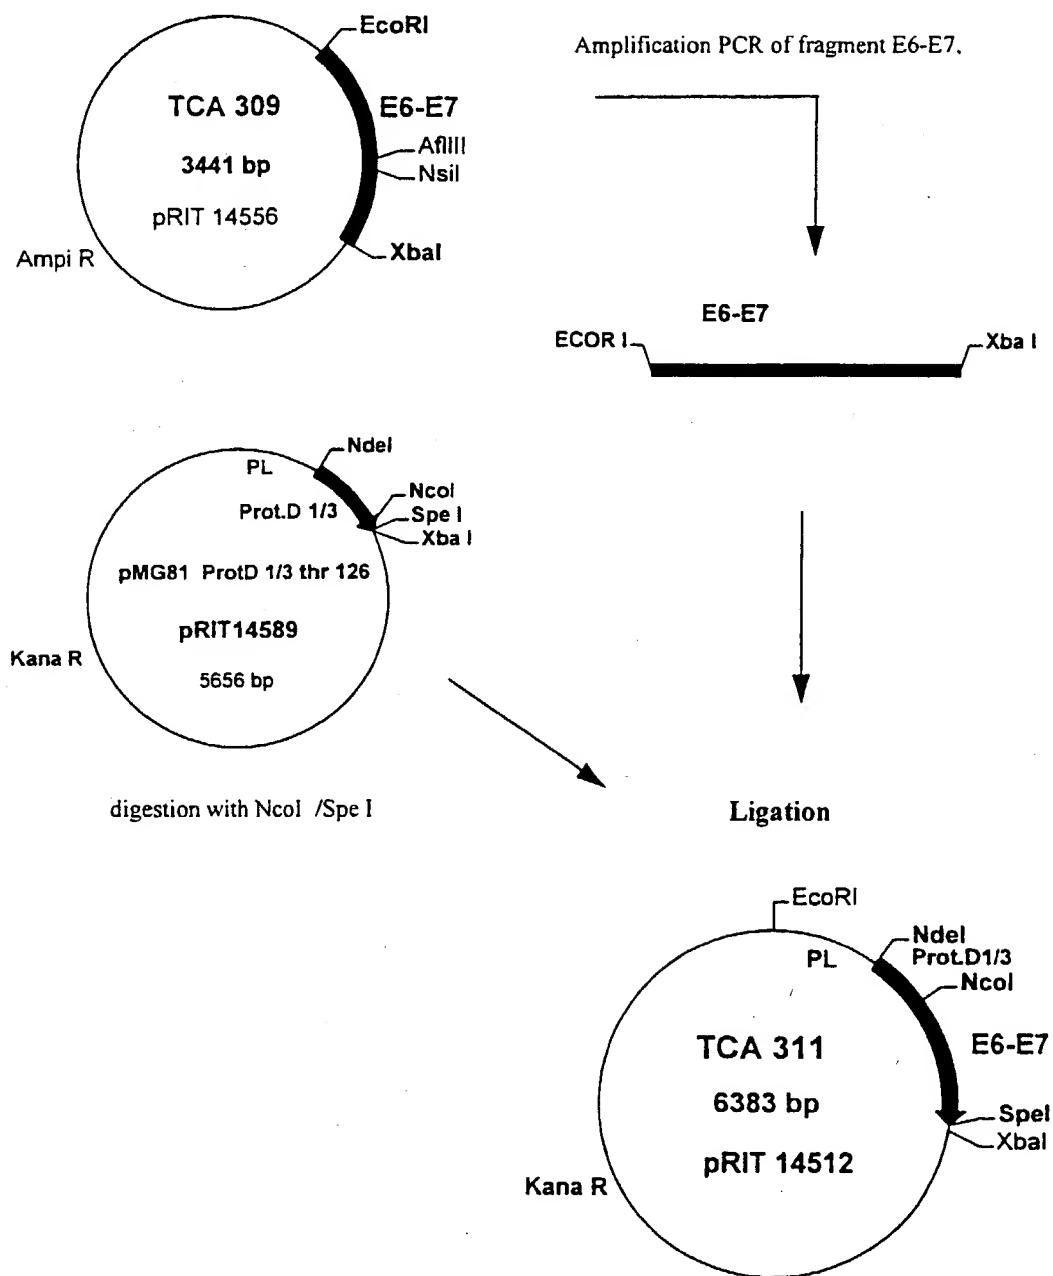 EcoRI
Amplification PCR of fragment E6-E7.
TCA 309
E6-E7
3441 bp
AflIII
NsiI
pRIT 14556
XbaI
Ampi R
E6-E7
ECOR I
Xba I
NdeI
PL
NcoI
Prot.D 1/3
Spe I
Xba I
pMG81 ProtD 1/3 thr 126
pRIT14589
Kana R
5656 bp
digestion with NcoI /Spe I
Ligation
EcoRI
NdeI
PL
Prot.D1/3
NcoI
TCA 311
E6-E7
6383 bp
SpeI
XbaI
pRIT 14512
Kana R